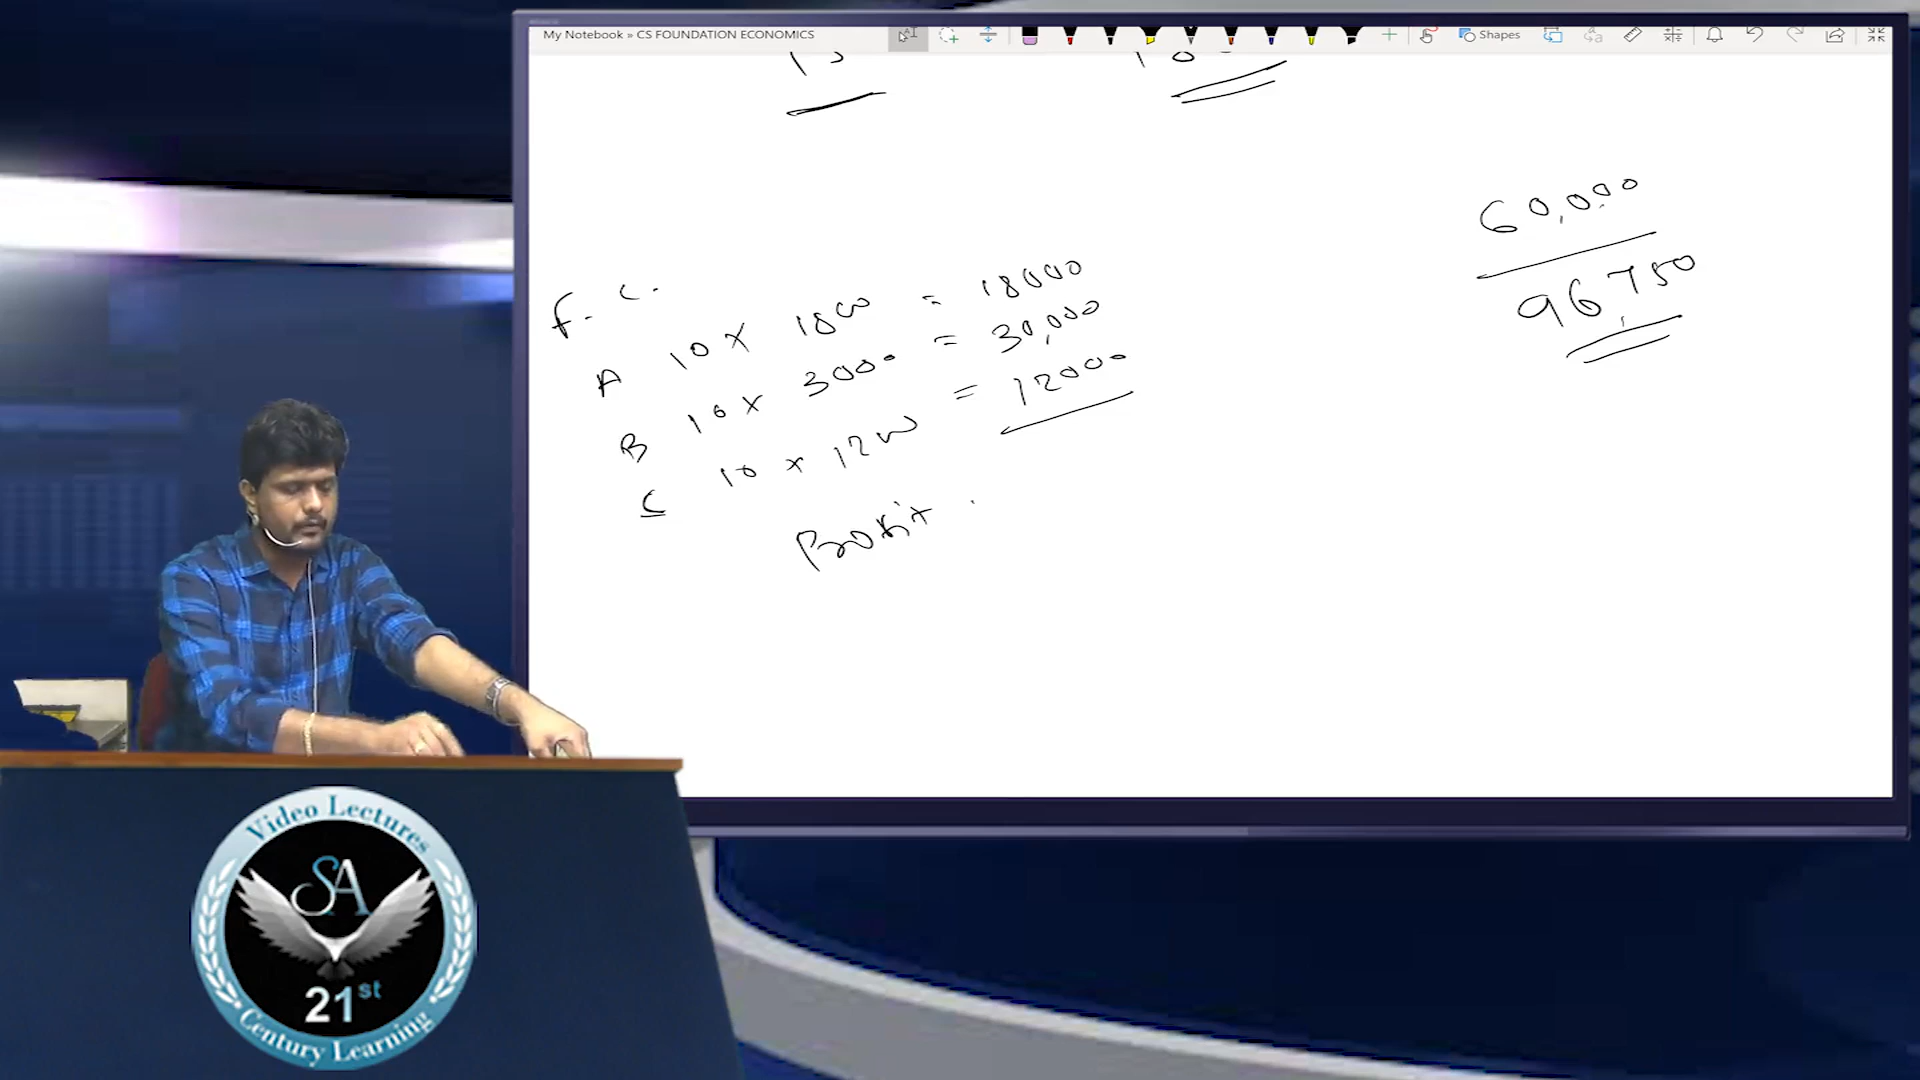 My Notebook » CS FOUNDATION ECONOMICS
Shapes
60,000
96,750
F.C.
A 10 × 1800 = 18000
B 10 × 3000 = 30,000
C 10 × 1200 = 12000
Profit
Video Lectures
SA
21st
Century Learning